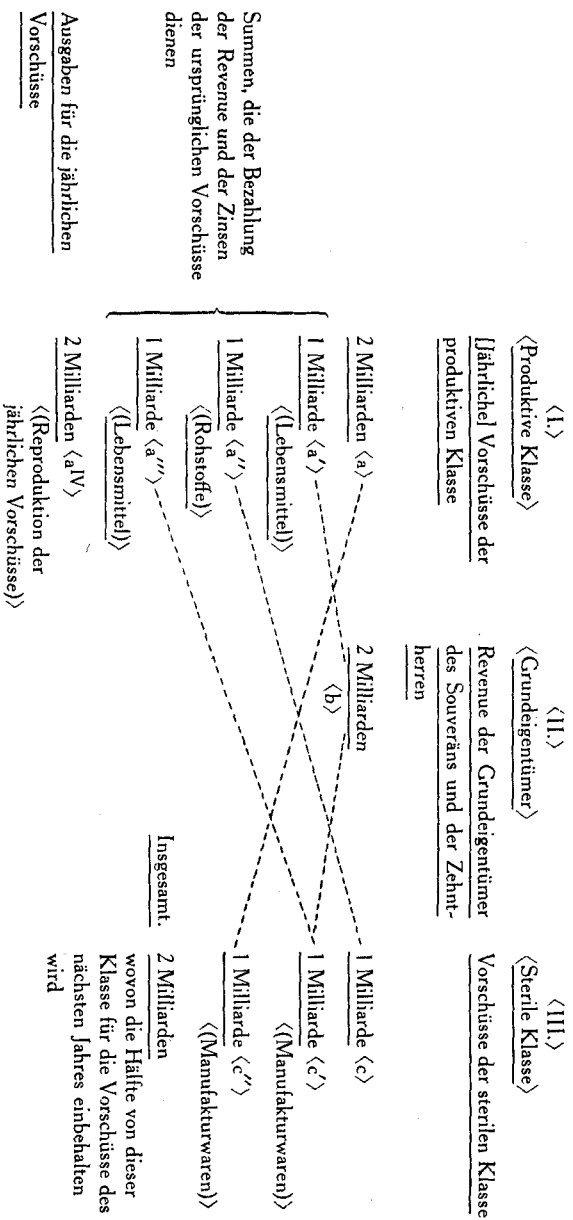 ⟨I.⟩
⟨Produktive Klasse⟩
[Jährliche] Vorschüsse der
produktiven Klasse
⟨II.⟩
⟨Grundeigentümer⟩
Revenue der Grundeigentümer
des Souveräns und der Zehnt-
herren
⟨III.⟩
⟨Sterile Klasse⟩
Vorschüsse der sterilen Klasse
Summen, die der Bezahlung
der Revenue und der Zinsen
der ursprünglichen Vorschüsse
dienen
2 Milliarden ⟨a⟩
1 Milliarde ⟨a′⟩
⟨(Lebensmittel)⟩
1 Milliarde ⟨a″⟩
⟨(Rohstoffe)⟩
1 Milliarde ⟨a‴⟩
⟨(Lebensmittel)⟩
2 Milliarden
⟨b⟩
1 Milliarde ⟨c⟩
1 Milliarde ⟨c′⟩
⟨(Manufakturwaren)⟩
1 Milliarde ⟨c″⟩
⟨(Manufakturwaren)⟩
Ausgaben für die jährlichen
Vorschüsse
2 Milliarden ⟨aIV⟩
⟨(Reproduktion der
jährlichen Vorschüsse)⟩
Insgesamt.
2 Milliarden
wovon die Hälfte von dieser
Klasse für die Vorschüsse des
nächsten Jahres einbehalten
wird